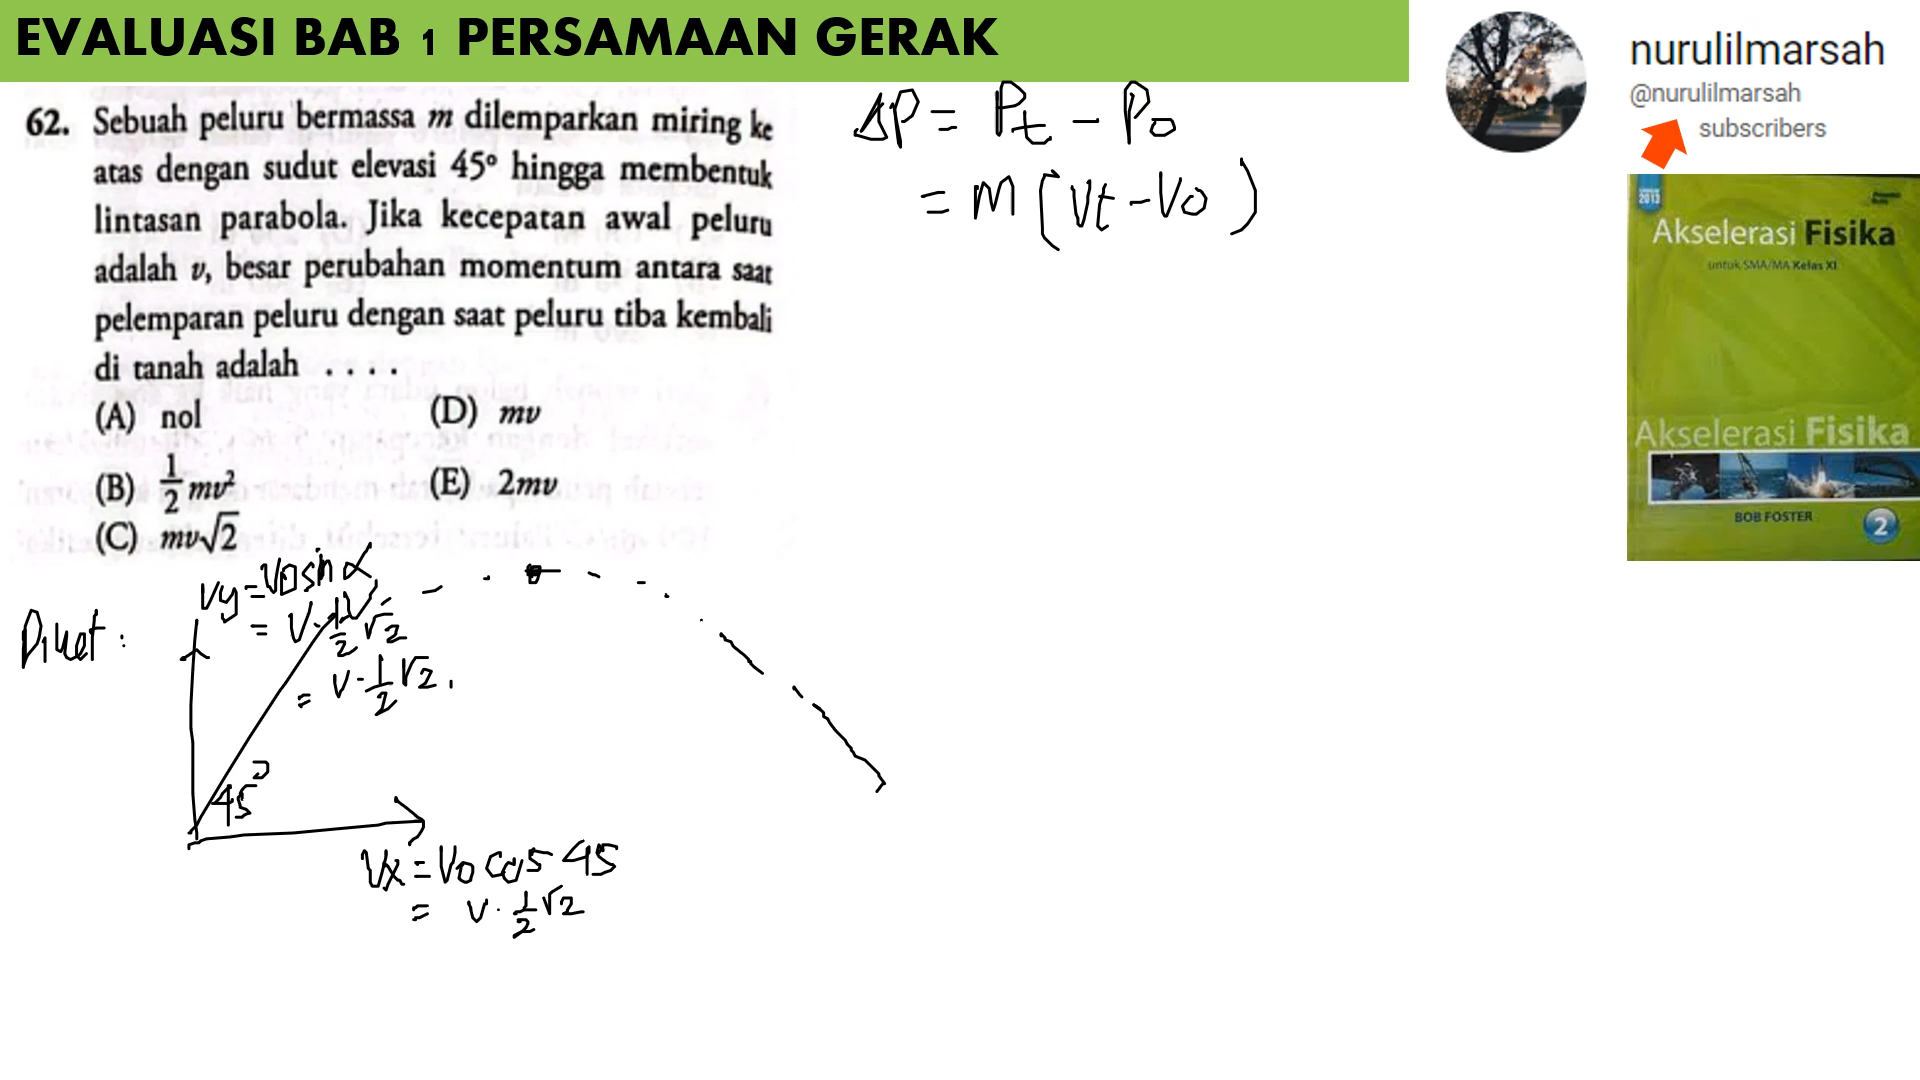 EVALUASI BAB 1 PERSAMAAN GERAK
62. Sebuah peluru bermassa m dilemparkan miring ke
atas dengan sudut elevasi 45° hingga membentuk
lintasan parabola. Jika kecepatan awal peluru
adalah v, besar perubahan momentum antara saat
pelemparan peluru dengan saat peluru tiba kembali
di tanah adalah . . . .
(A) nol
(D) mv
(B) 1/2 mv²
(E) 2mv
(C) mv√2
ΔP = Pt - Po
= m (Vt - Vo)
Diket :
Vy = Vo sin α
= V · 1/2 √2
= V · 1/2 √2 .
45°
Vx = Vo cos 45
= V · 1/2 √2
nurulilmarsah
@nurulilmarsah
subscribers
2013
Akselerasi Fisika
untuk SMA/MA Kelas XI
Akselerasi Fisika
BOB FOSTER
2